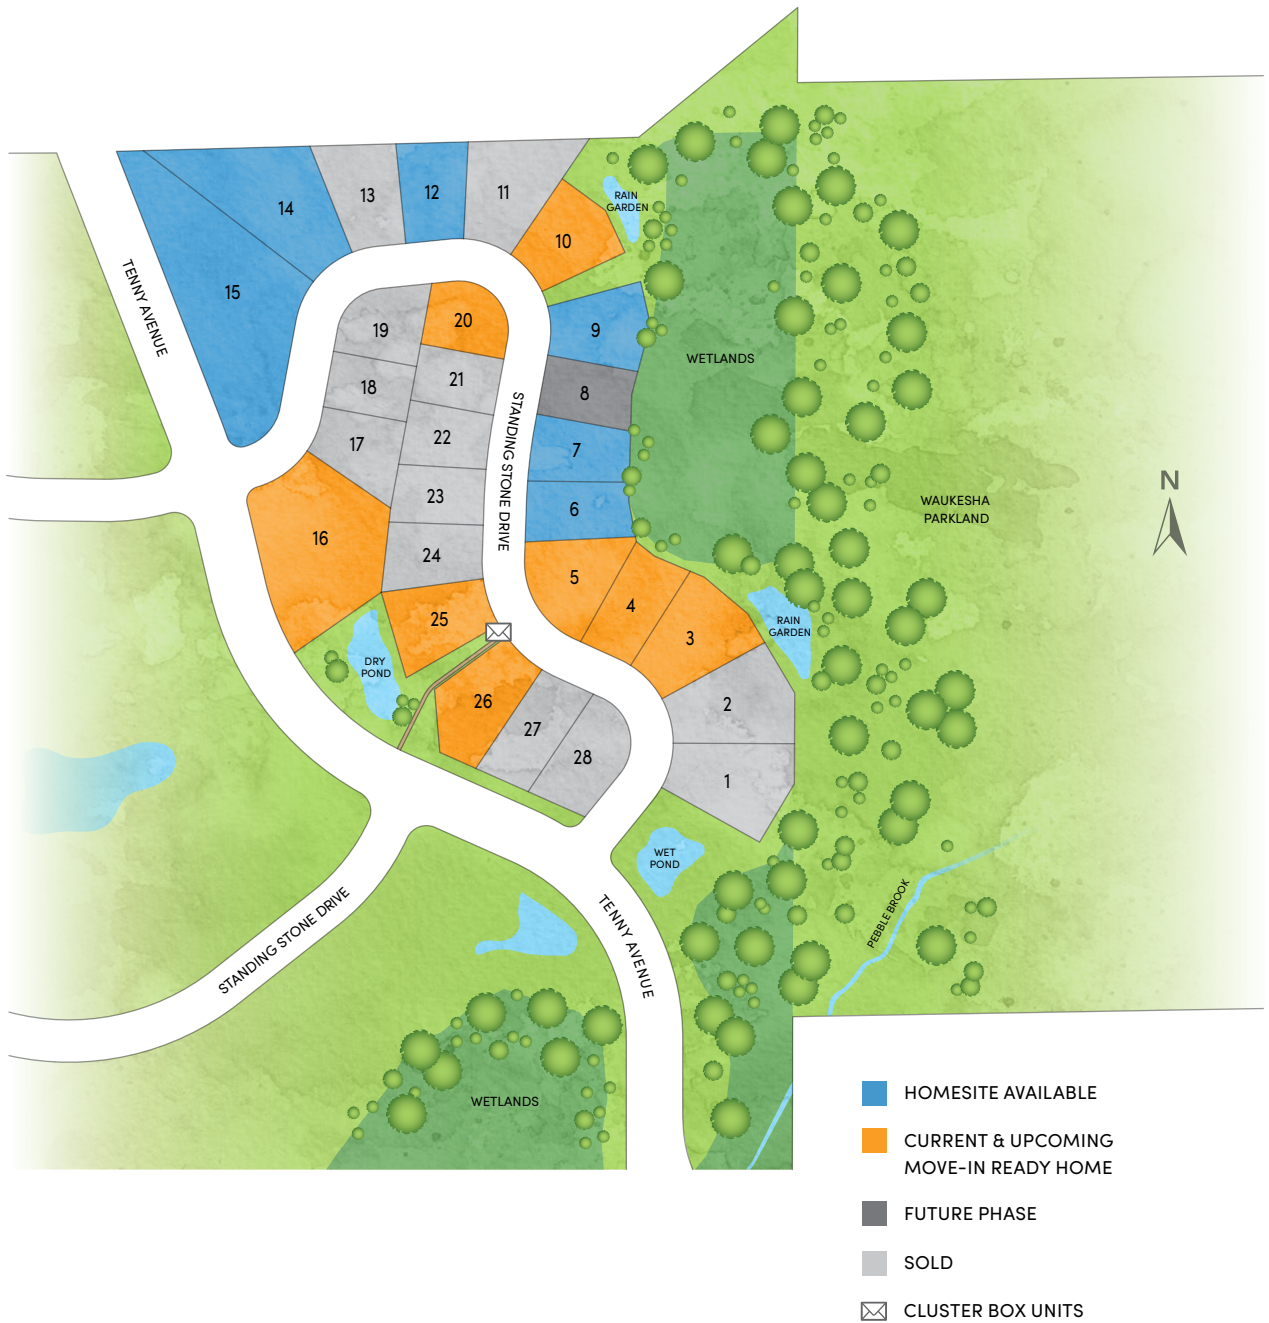 14
13
12
11
RAIN
GARDEN
10
15
TENNY AVENUE
19
20
9
WETLANDS
18
21
8
STANDING STONE DRIVE
17
22
7
23
6
WAUKESHA
PARKLAND
N
16
24
5
4
3
25
RAIN
GARDEN
DRY
POND
26
27
28
2
1
WET
POND
PEBBLE BROOK
STANDING STONE DRIVE
TENNY AVENUE
WETLANDS
HOMESITE AVAILABLE
CURRENT & UPCOMING
MOVE-IN READY HOME
FUTURE PHASE
SOLD
CLUSTER BOX UNITS